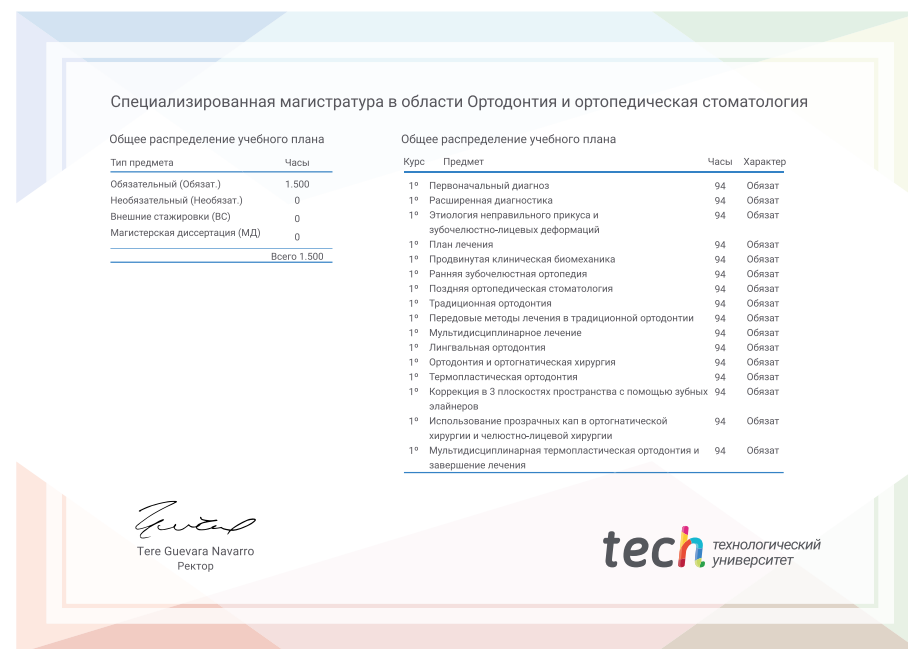 Специализированная магистратура в области Ортодонтия и ортопедическая стоматология
Общее распределение учебного плана
Тип предмета Часы
Обязательный (Обязат.) 1.500
Необязательный (Необязат.) 0
Внешние стажировки (ВС) 0
Магистерская диссертация (МД) 0
Всего 1.500
Общее распределение учебного плана
Курс Предмет Часы Характер
1º Первоначальный диагноз 94 Обязат
1º Расширенная диагностика 94 Обязат
1º Этиология неправильного прикуса и 94 Обязат
зубочелюстно-лицевых деформаций
1º План лечения 94 Обязат
1º Продвинутая клиническая биомеханика 94 Обязат
1º Ранняя зубочелюстная ортопедия 94 Обязат
1º Поздняя ортопедическая стоматология 94 Обязат
1º Традиционная ортодонтия 94 Обязат
1º Передовые методы лечения в традиционной ортодонтии 94 Обязат
1º Мультидисциплинарное лечение 94 Обязат
1º Лингвальная ортодонтия 94 Обязат
1º Ортодонтия и ортогнатическая хирургия 94 Обязат
1º Термопластическая ортодонтия 94 Обязат
1º Коррекция в 3 плоскостях пространства с помощью зубных 94 Обязат
элайнеров
1º Использование прозрачных кап в ортогнатической 94 Обязат
хирургии и челюстно-лицевой хирургии
1º Мультидисциплинарная термопластическая ортодонтия и 94 Обязат
завершение лечения
Tere Guevara Navarro
Ректор
tech технологический
университет